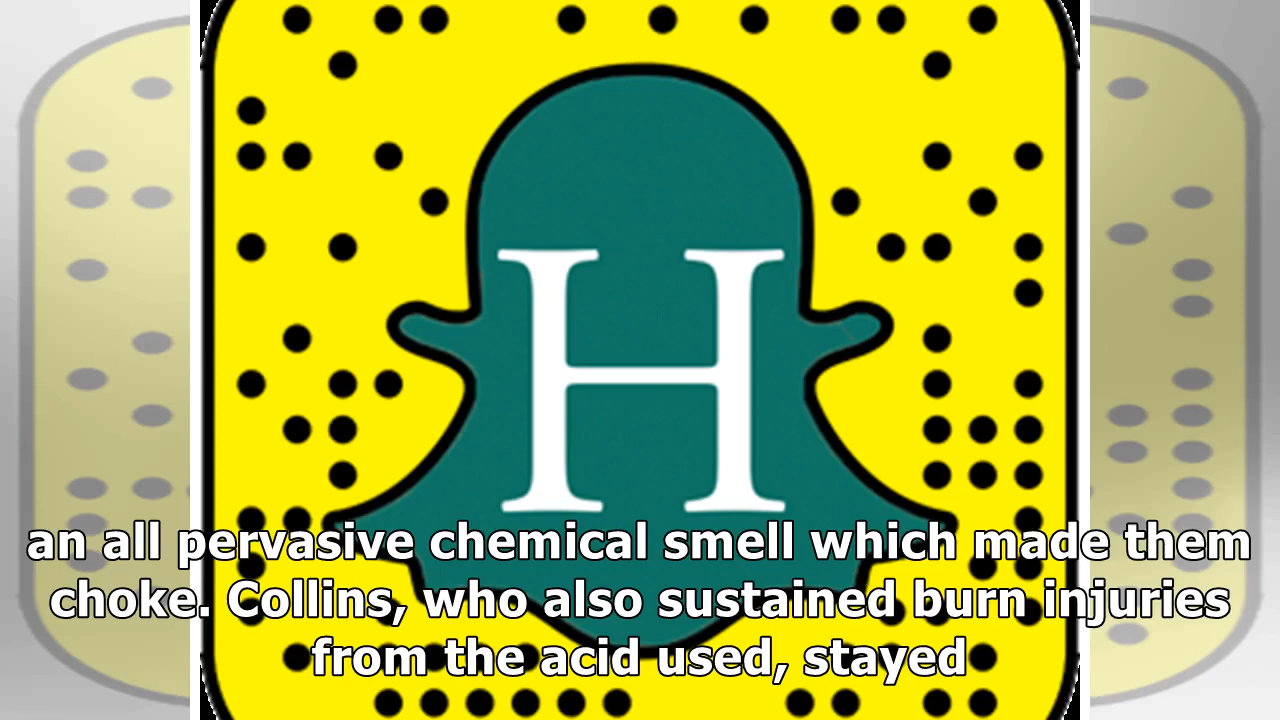 H
an all pervasive chemical smell which made them
choke. Collins, who also sustained burn injuries
from the acid used, stayed